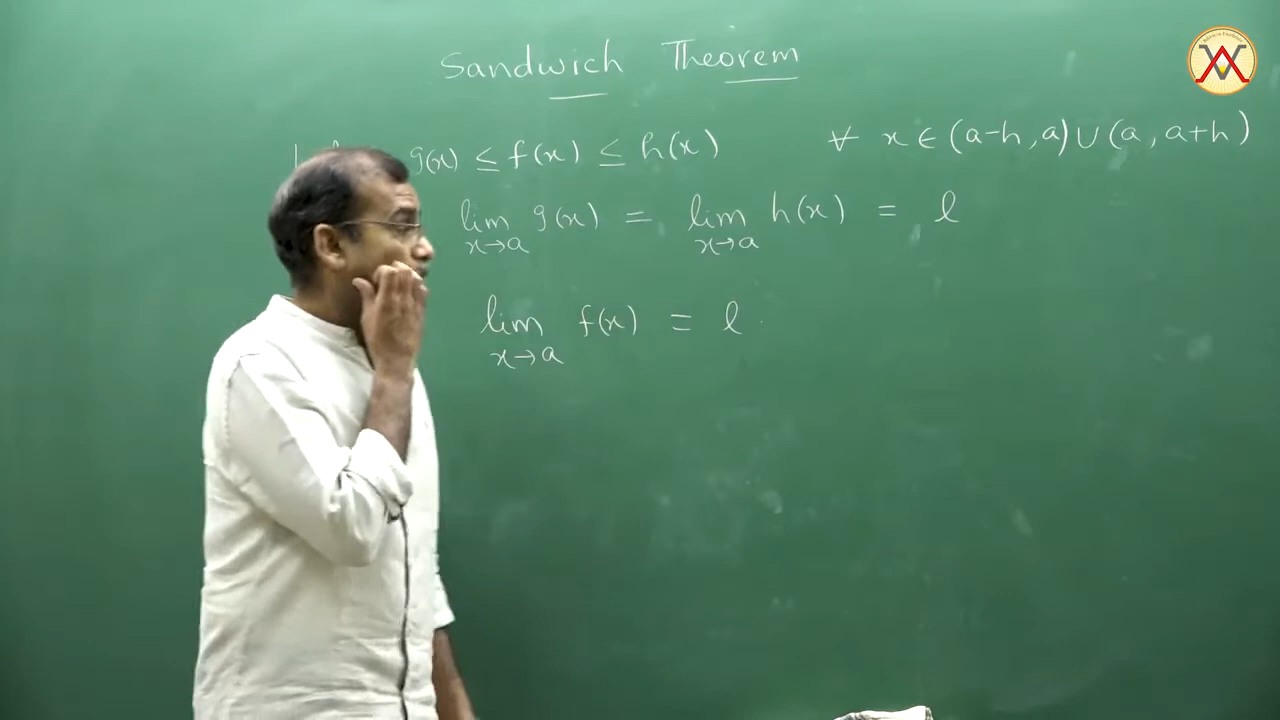 Sandwich Theorem
g(x) ≤ f(x) ≤ h(x) ∀ x ∈ (a-h, a) ∪ (a, a+h)
lim x→a g(x) = lim x→a h(x) = l
lim x→a f(x) = l